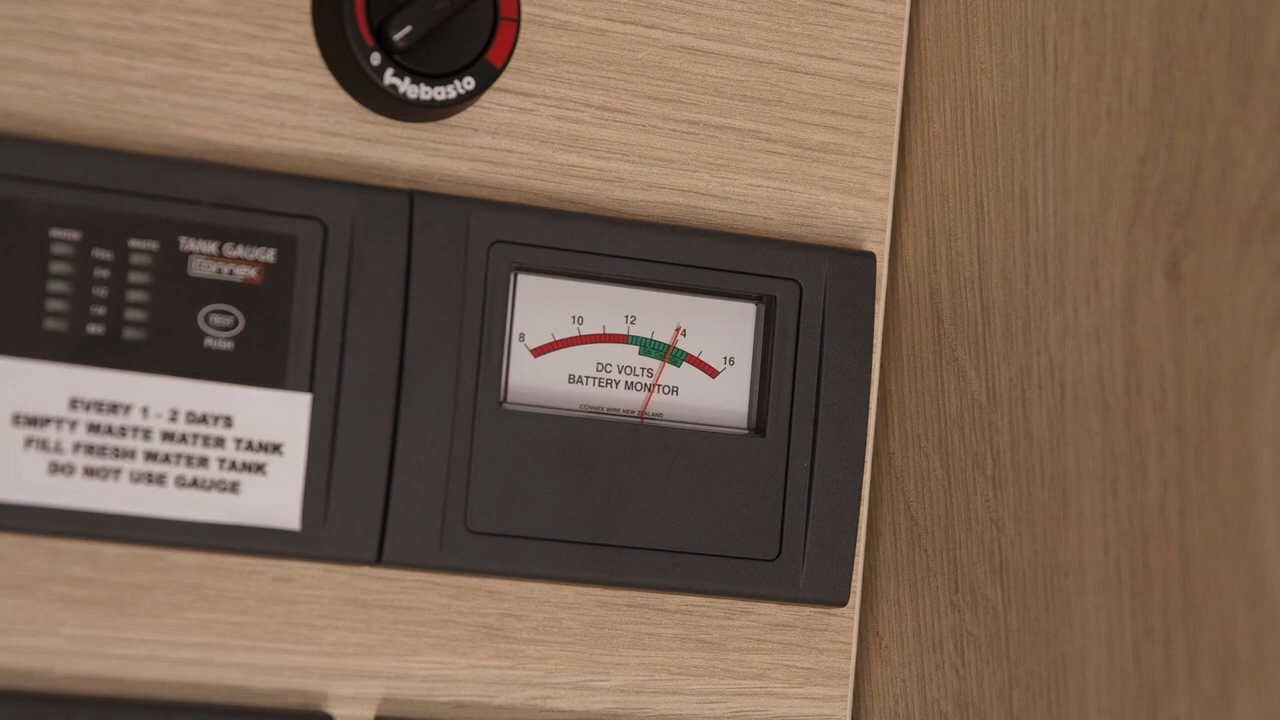 Webasto
WATER
WASTE
TANK GAUGE
FULL
3/4
1/2
1/4
TEST
PUSH
EVERY 1 - 2 DAYS
EMPTY WASTE WATER TANK
FILL FRESH WATER TANK
DO NOT USE GAUGE
8 10 12 14 16
DC VOLTS
BATTERY MONITOR
CONNEX WIRE NEW ZEALAND